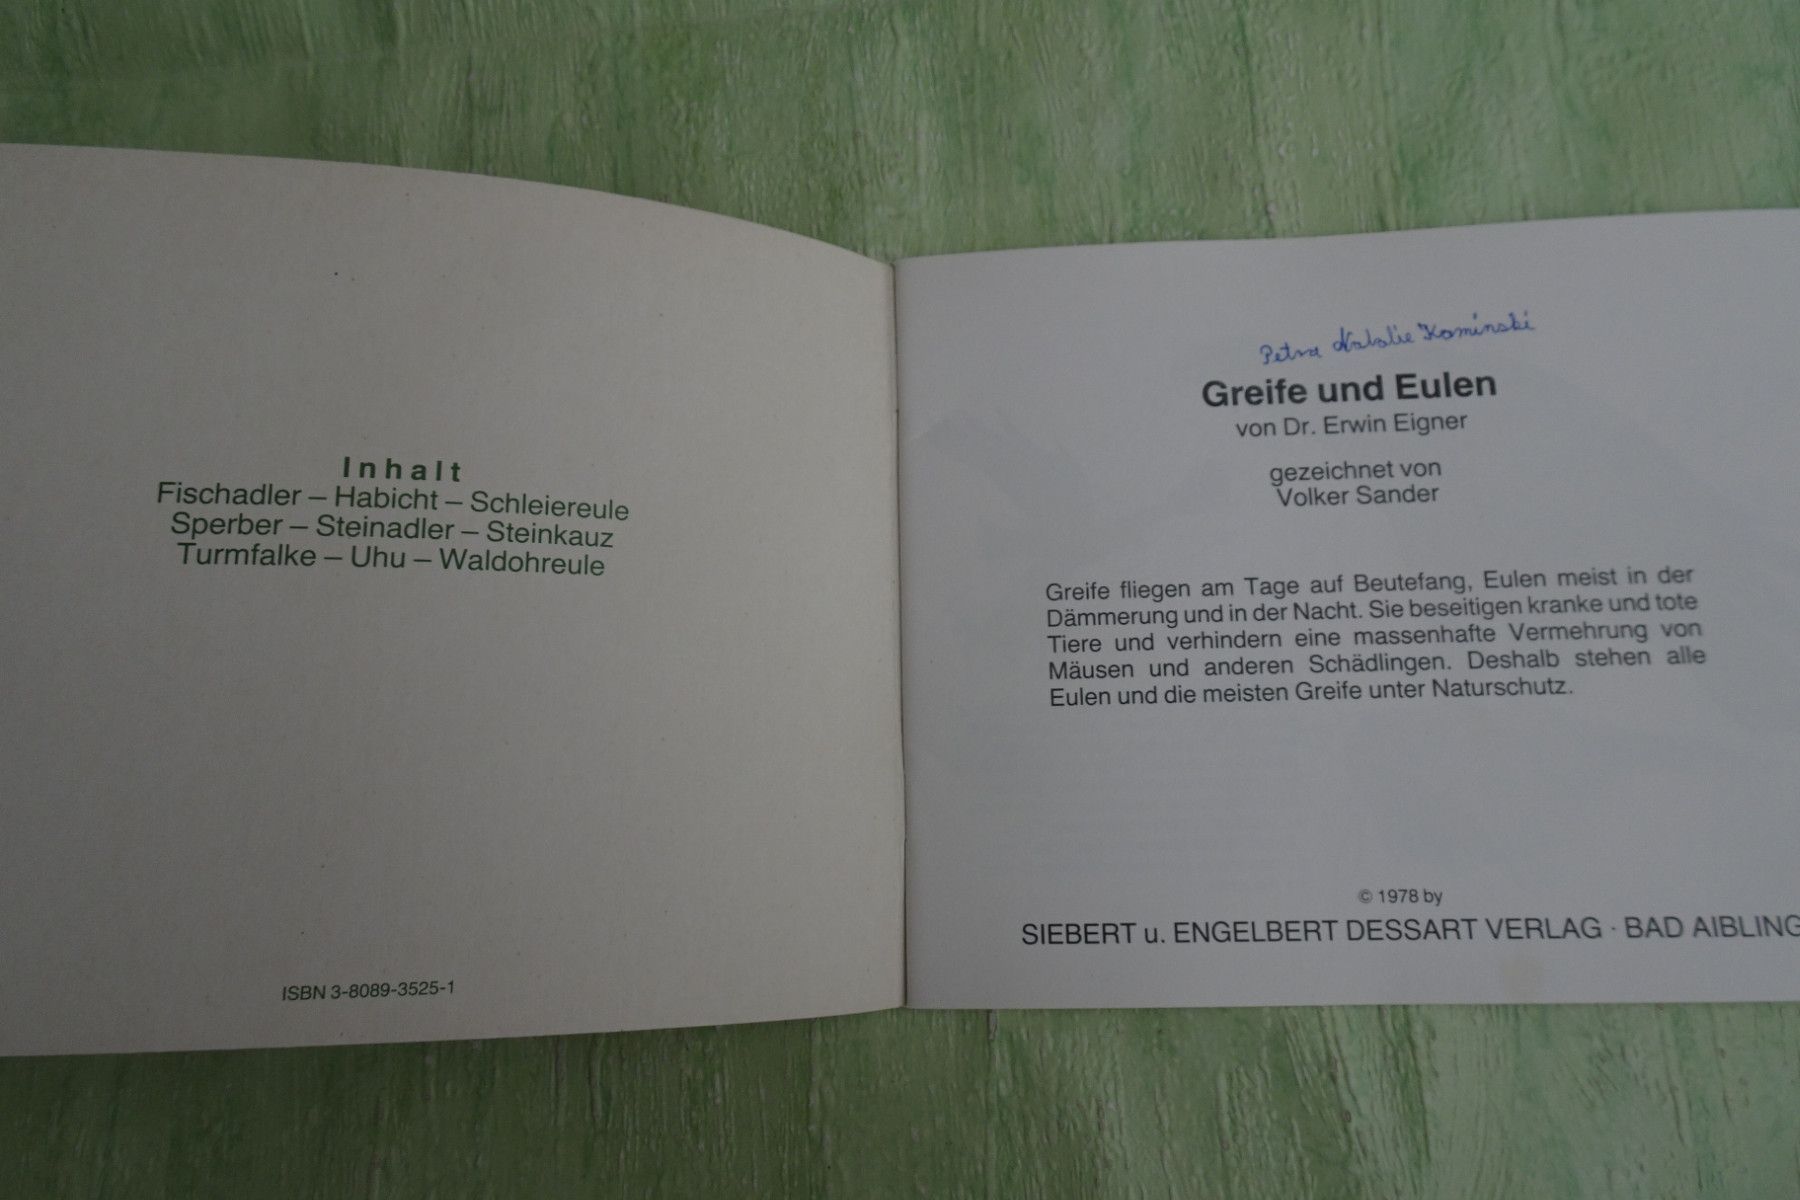 Inhalt
Fischadler – Habicht – Schleiereule
Sperber – Steinadler – Steinkauz
Turmfalke – Uhu – Waldohreule
ISBN 3-8089-3525-1
Petra Natalie Kaminski
Greife und Eulen
von Dr. Erwin Eigner
gezeichnet von
Volker Sander
Greife fliegen am Tage auf Beutefang, Eulen meist in der
Dämmerung und in der Nacht. Sie beseitigen kranke und tote
Tiere und verhindern eine massenhafte Vermehrung von
Mäusen und anderen Schädlingen. Deshalb stehen alle
Eulen und die meisten Greife unter Naturschutz.
© 1978 by
SIEBERT u. ENGELBERT DESSART VERLAG · BAD AIBLING